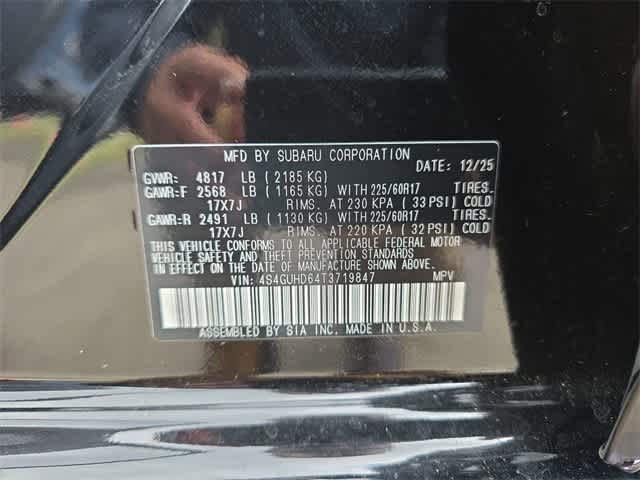 MFD BY SUBARU CORPORATION DATE: 12/25
GVWR: 4817 LB ( 2185 KG)
GAWR:F 2568 LB ( 1165 KG) WITH 225/60R17 TIRES.
17X7J RIMS. AT 230 KPA ( 33 PSI) COLD
GAWR:R 2491 LB ( 1130 KG) WITH 225/60R17 TIRES.
17X7J RIMS. AT 220 KPA ( 32 PSI) COLD
THIS VEHICLE CONFORMS TO ALL APPLICABLE FEDERAL MOTOR
VEHICLE SAFETY AND THEFT PREVENTION STANDARDS
IN EFFECT ON DATE OF MANUFACTURE SHOWN ABOVE.
VIN: 4S4GUHD64T3719847 MPV
ASSEMBLED BY SIA INC. MADE IN U.S.A.